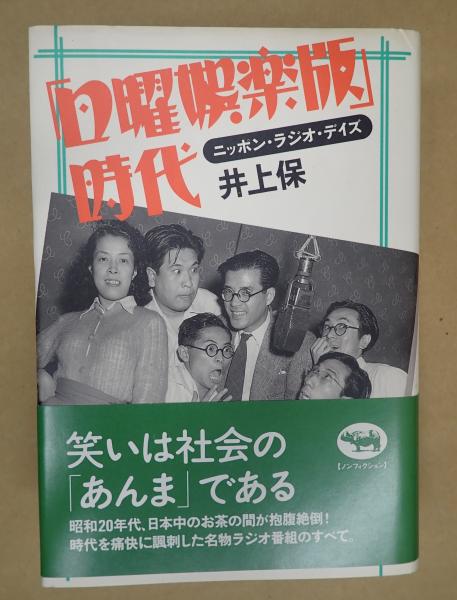 「日曜娯楽版」
時代
ニッポン・ラジオ・デイズ
井上保
笑いは社会の
「あんま」である
昭和20年代、日本中のお茶の間が抱腹絶倒!
時代を痛快に諷刺した名物ラジオ番組のすべて。
【ノンフィクション】